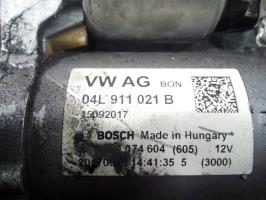 VW AG BON
04L 911 021 B
15092017
BOSCH Made in Hungary
074 604 (605) 12V
14:41:35 5 (3000)